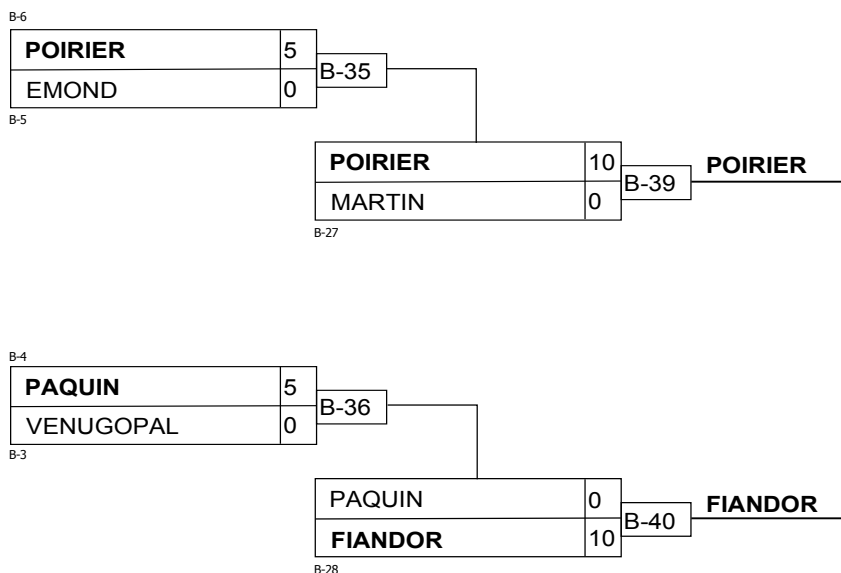 B-6
POIRIER 5
B-35
EMOND 0
B-5
POIRIER 10
B-39
POIRIER
MARTIN 0
B-27
B-4
PAQUIN 5
B-36
VENUGOPAL 0
B-3
PAQUIN 0
B-40
FIANDOR
FIANDOR 10
B-28